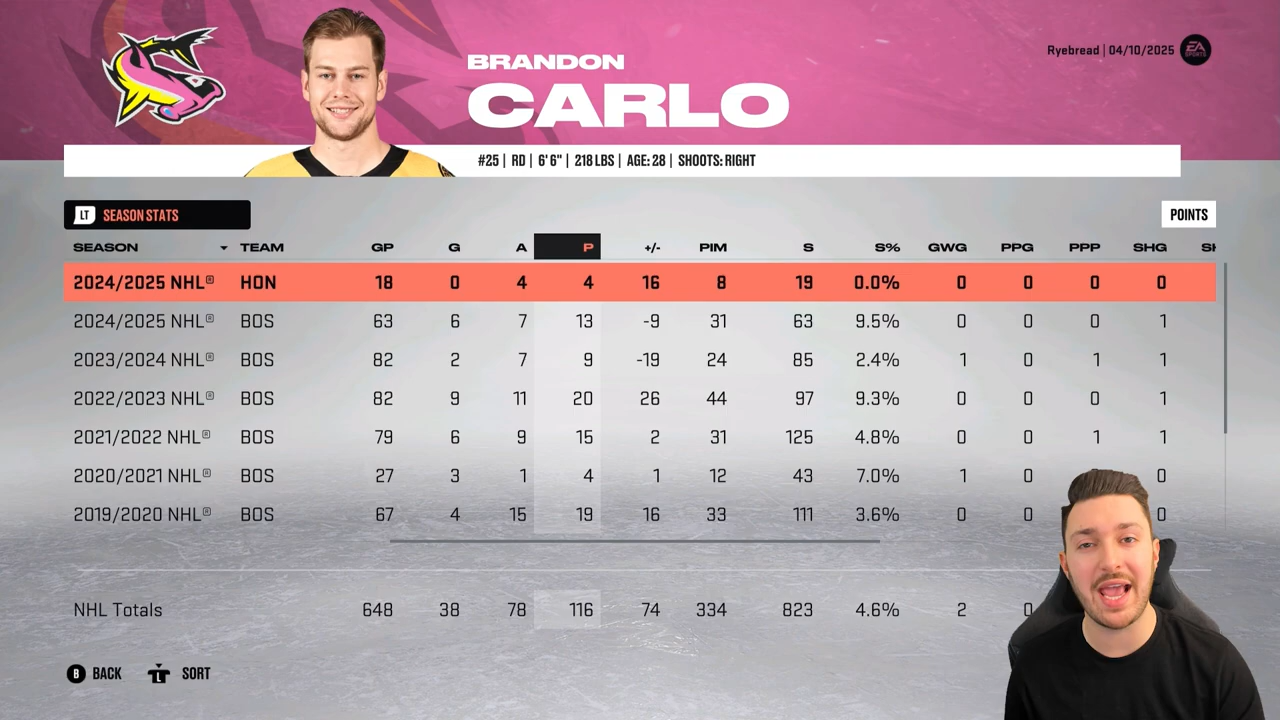 BRANDON
CARLO
Ryebread | 04/10/2025
EA SPORTS
#25 | RD | 6' 6" | 218 LBS | AGE: 28 | SHOOTS: RIGHT
LT SEASON STATS
POINTS
SEASON TEAM GP G A P +/- PIM S S% GWG PPG PPP SHG
2024/2025 NHL® HON 18 0 4 4 16 8 19 0.0% 0 0 0 0
2024/2025 NHL® BOS 63 6 7 13 -9 31 63 9.5% 0 0 0 1
2023/2024 NHL® BOS 82 2 7 9 -19 24 85 2.4% 1 0 1 1
2022/2023 NHL® BOS 82 9 11 20 26 44 97 9.3% 0 0 0 1
2021/2022 NHL® BOS 79 6 9 15 2 31 125 4.8% 0 0 1 1
2020/2021 NHL® BOS 27 3 1 4 1 12 43 7.0% 1 0 0
2019/2020 NHL® BOS 67 4 15 19 16 33 111 3.6% 0 0 0
NHL Totals 648 38 78 116 74 334 823 4.6% 2 0
B BACK L SORT